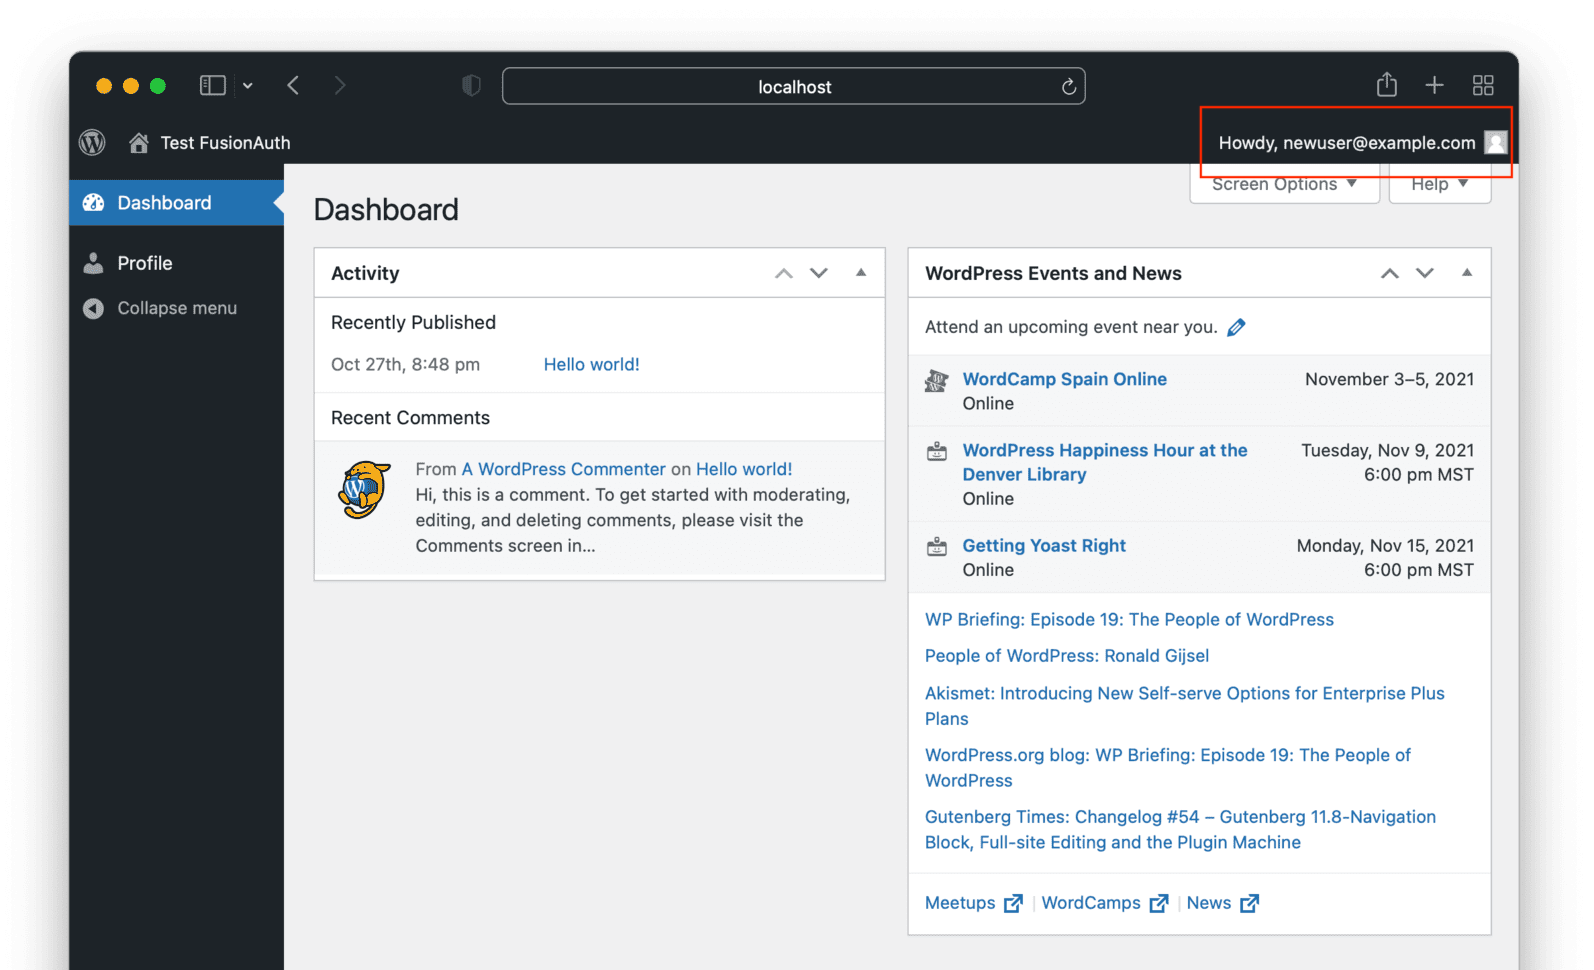 localhost
Test FusionAuth
Howdy, newuser@example.com
Screen Options
Help
Dashboard
Profile
Collapse menu
Dashboard
Activity
Recently Published
Oct 27th, 8:48 pm Hello world!
Recent Comments
From A WordPress Commenter on Hello world!
Hi, this is a comment. To get started with moderating,
editing, and deleting comments, please visit the
Comments screen in...
WordPress Events and News
Attend an upcoming event near you.
WordCamp Spain Online November 3–5, 2021
Online
WordPress Happiness Hour at the Tuesday, Nov 9, 2021
Denver Library 6:00 pm MST
Online
Getting Yoast Right Monday, Nov 15, 2021
Online 6:00 pm MST
WP Briefing: Episode 19: The People of WordPress
People of WordPress: Ronald Gijsel
Akismet: Introducing New Self-serve Options for Enterprise Plus
Plans
WordPress.org blog: WP Briefing: Episode 19: The People of
WordPress
Gutenberg Times: Changelog #54 – Gutenberg 11.8-Navigation
Block, Full-site Editing and the Plugin Machine
Meetups | WordCamps | News